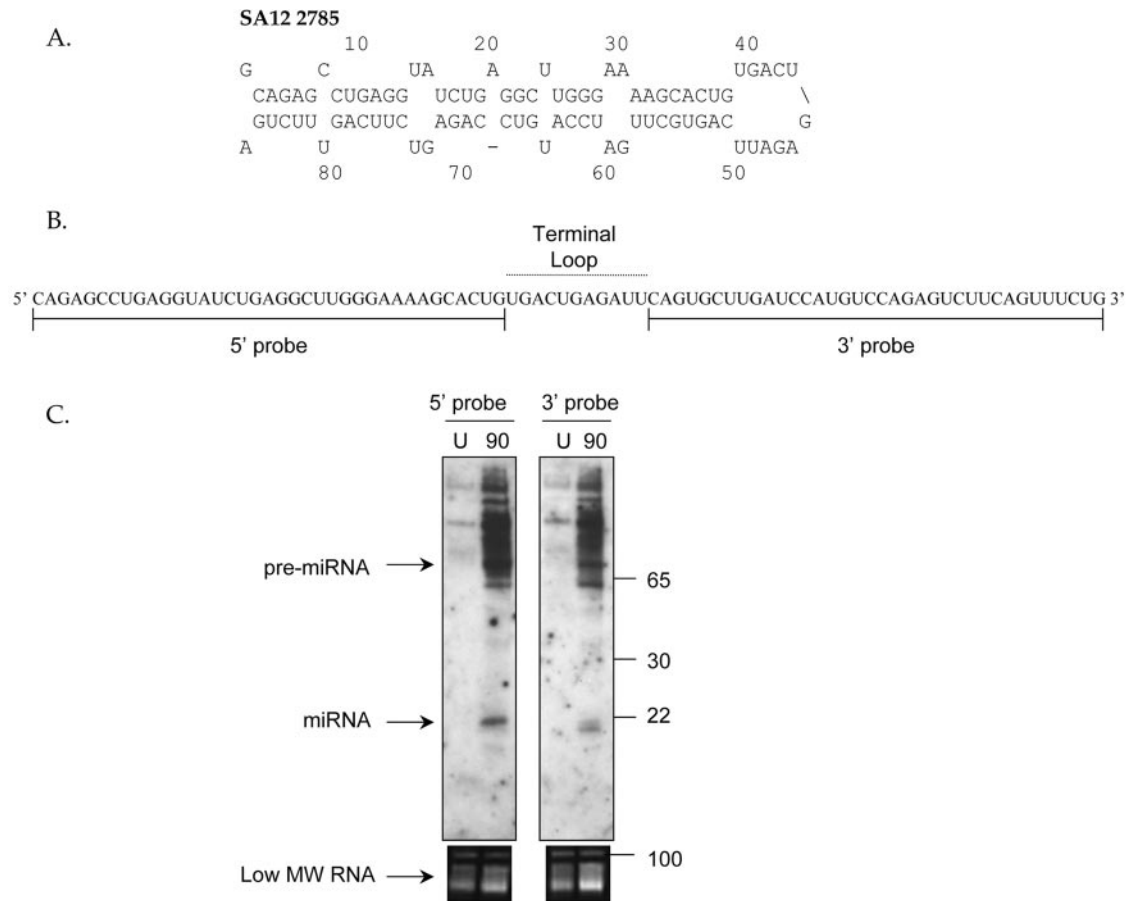 A.
SA12 2785
10 20 30 40
G C UA A U AA UGACU
CAGAG CUGAGG UCUG GGC UGGG AAGCACUG \
GUCUU GACUUC AGAC CUG ACCU UUCGUGAC G
A U UG - U AG UUAGA
80 70 60 50
B.
Terminal
Loop
5' CAGAGCCUGAGGUAUCUGAGGCUUGGGAAAAGCACUGUGACUGAGAUUCAGUGCUUGAUCCAUGUCCAGAGUCUUCAGUUUCUG 3'
5' probe 3' probe
C.
5' probe 3' probe
U 90 U 90
pre-miRNA
65
30
miRNA
22
100
Low MW RNA